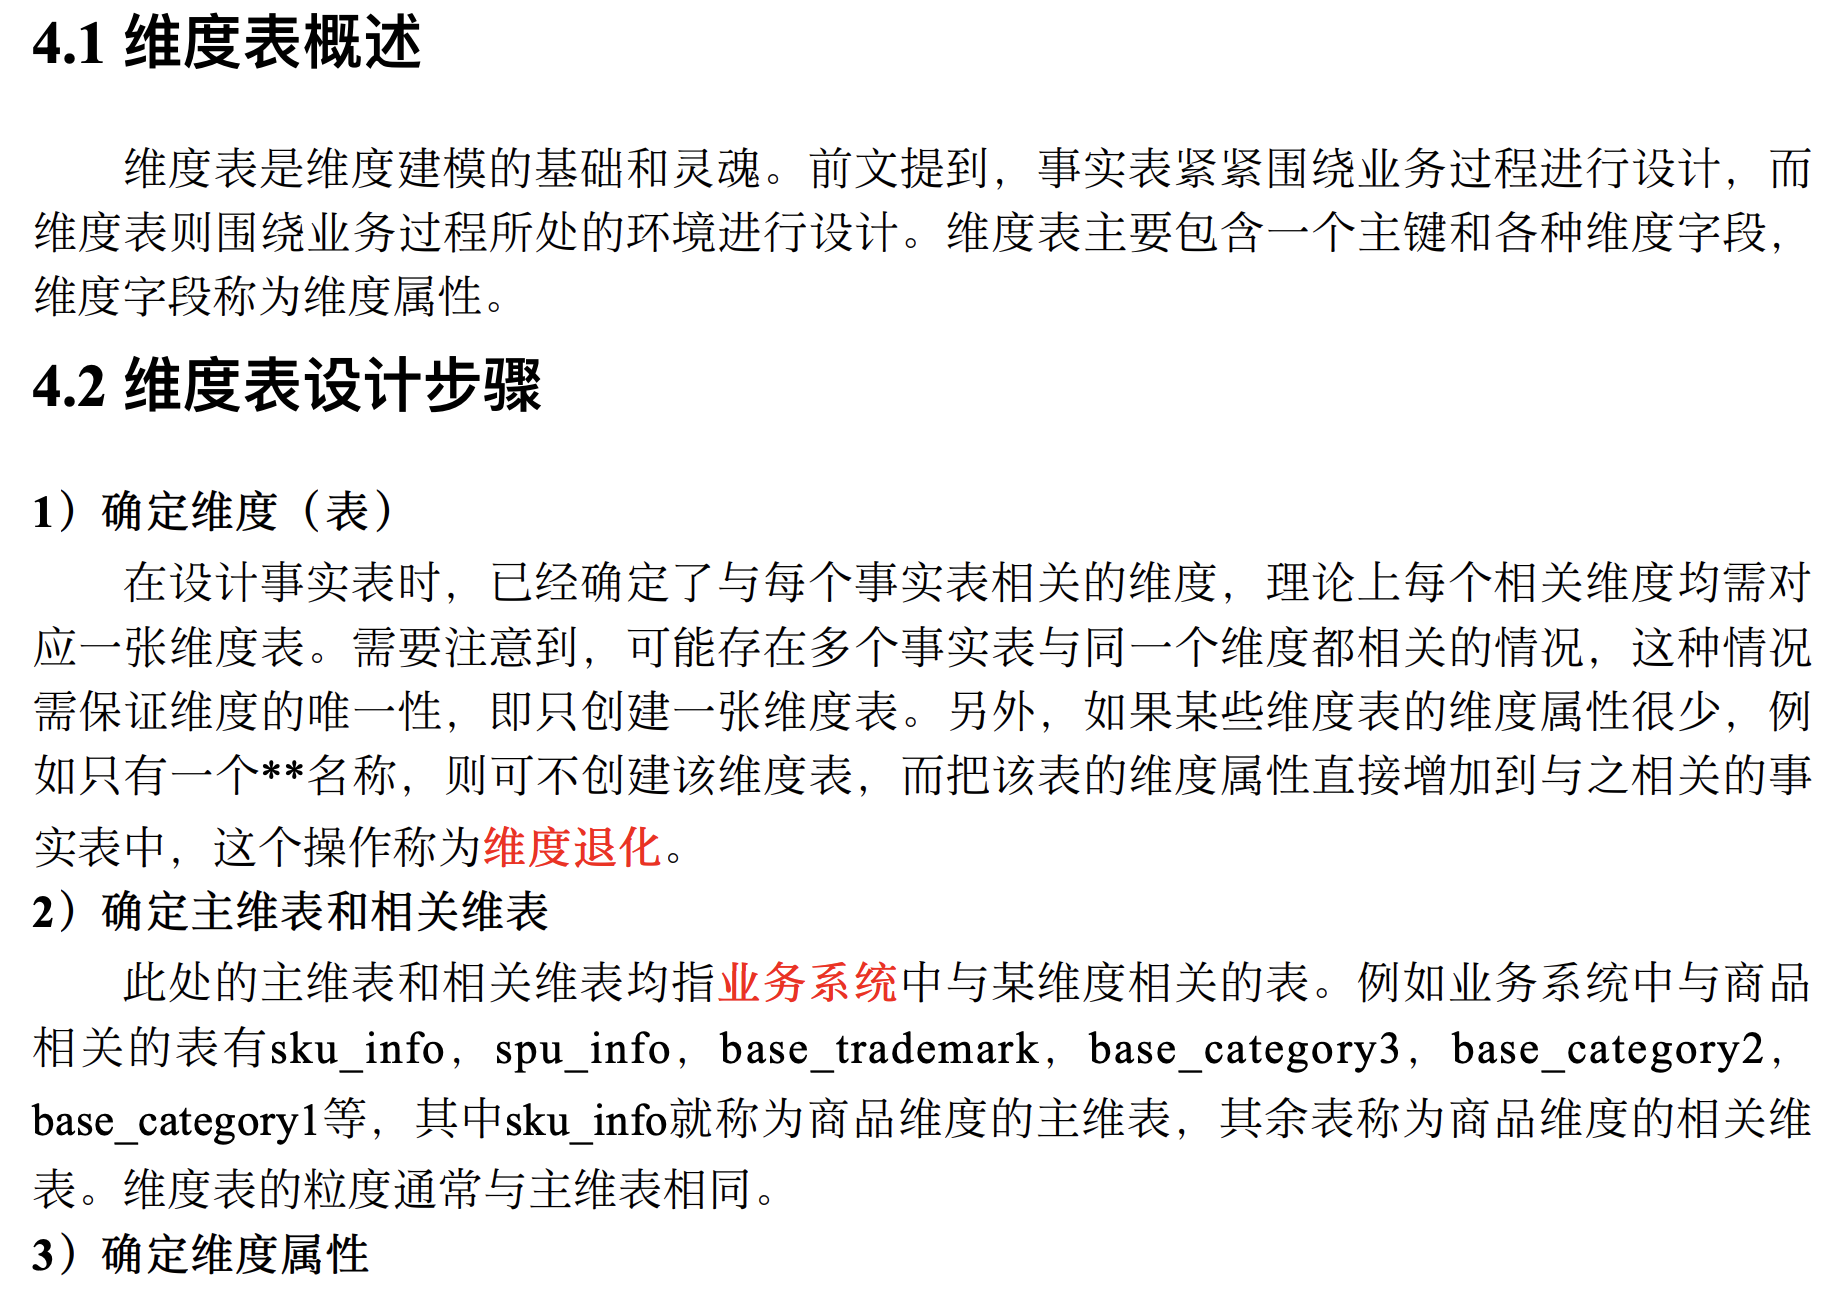 4.1 维度表概述
维度表是维度建模的基础和灵魂。前文提到，事实表紧紧围绕业务过程进行设计，而
维度表则围绕业务过程所处的环境进行设计。维度表主要包含一个主键和各种维度字段，
维度字段称为维度属性。
4.2 维度表设计步骤
1）确定维度（表）
在设计事实表时，已经确定了与每个事实表相关的维度，理论上每个相关维度均需对
应一张维度表。需要注意到，可能存在多个事实表与同一个维度都相关的情况，这种情况
需保证维度的唯一性，即只创建一张维度表。另外，如果某些维度表的维度属性很少，例
如只有一个**名称，则可不创建该维度表，而把该表的维度属性直接增加到与之相关的事
实表中，这个操作称为维度退化。
2）确定主维表和相关维表
此处的主维表和相关维表均指业务系统中与某维度相关的表。例如业务系统中与商品
相关的表有sku_info，spu_info，base_trademark，base_category3，base_category2，
base_category1等，其中sku_info就称为商品维度的主维表，其余表称为商品维度的相关维
表。维度表的粒度通常与主维表相同。
3）确定维度属性